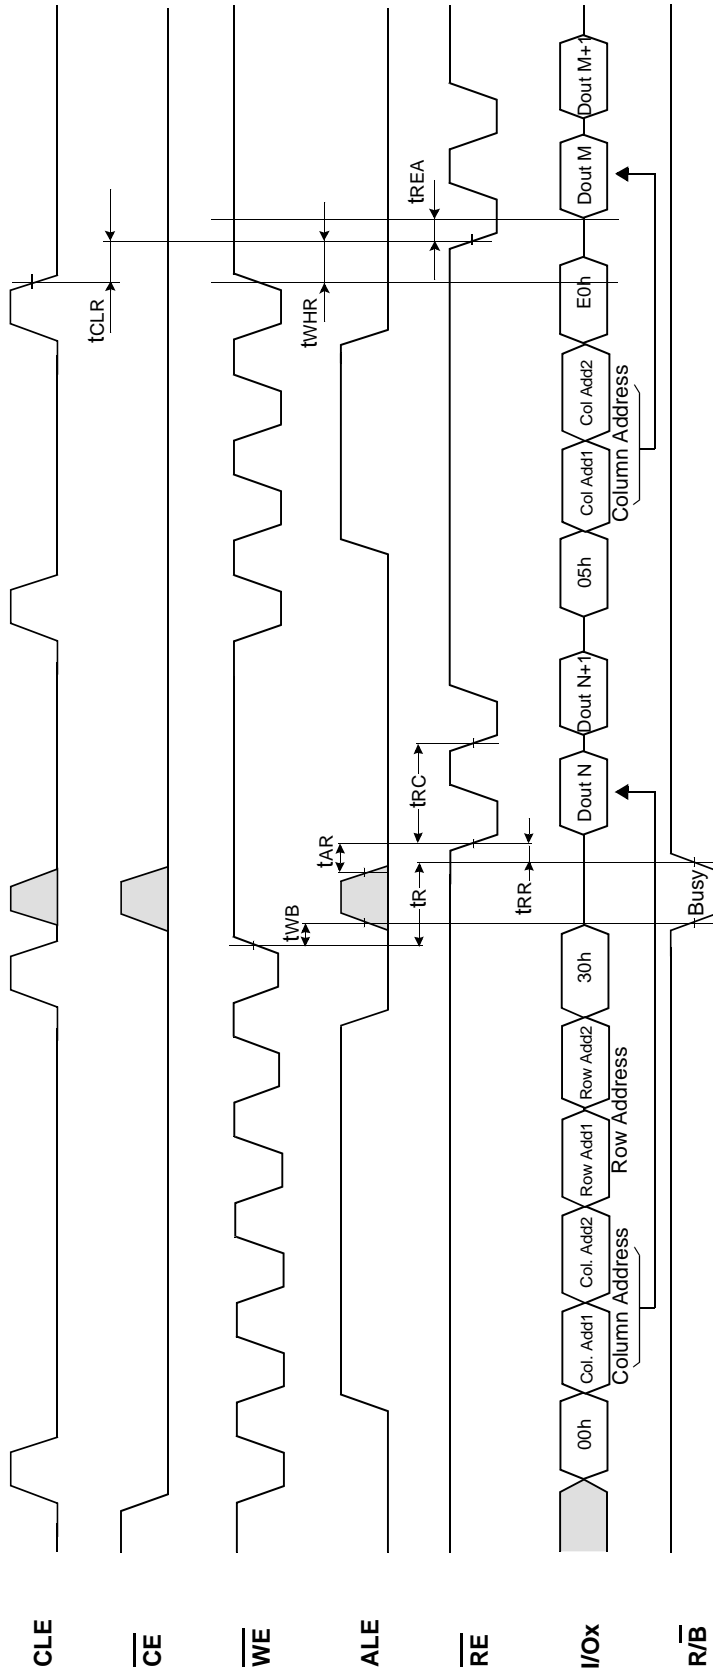 CLE
CE
WE
ALE
RE
I/Ox
R/B
tCLR
tWHR
tREA
tWB
tAR
tR
tRC
tRR
00h
Col. Add1
Col. Add2
Row Add1
Row Add2
30h
Dout N
Dout N+1
05h
Col Add1
Col Add2
E0h
Dout M
Dout M+1
Column Address
Row Address
Column Address
Busy